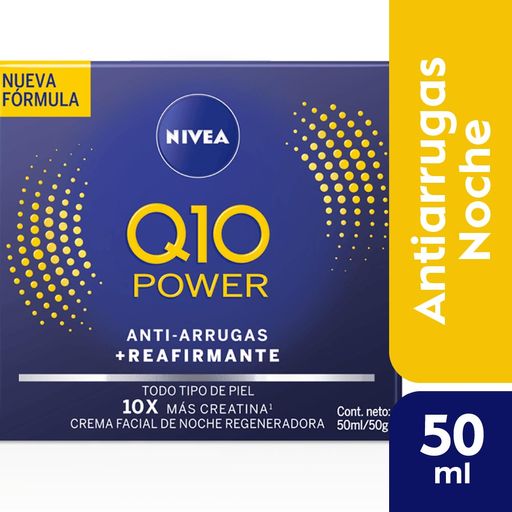 NUEVA
FÓRMULA
NIVEA
Q10
POWER
ANTI-ARRUGAS
+REAFIRMANTE
TODO TIPO DE PIEL
10X MÁS CREATINA¹
CREMA FACIAL DE NOCHE REGENERADORA
Cont. neto:
50ml/50g
Antiarrugas
Noche
50
ml